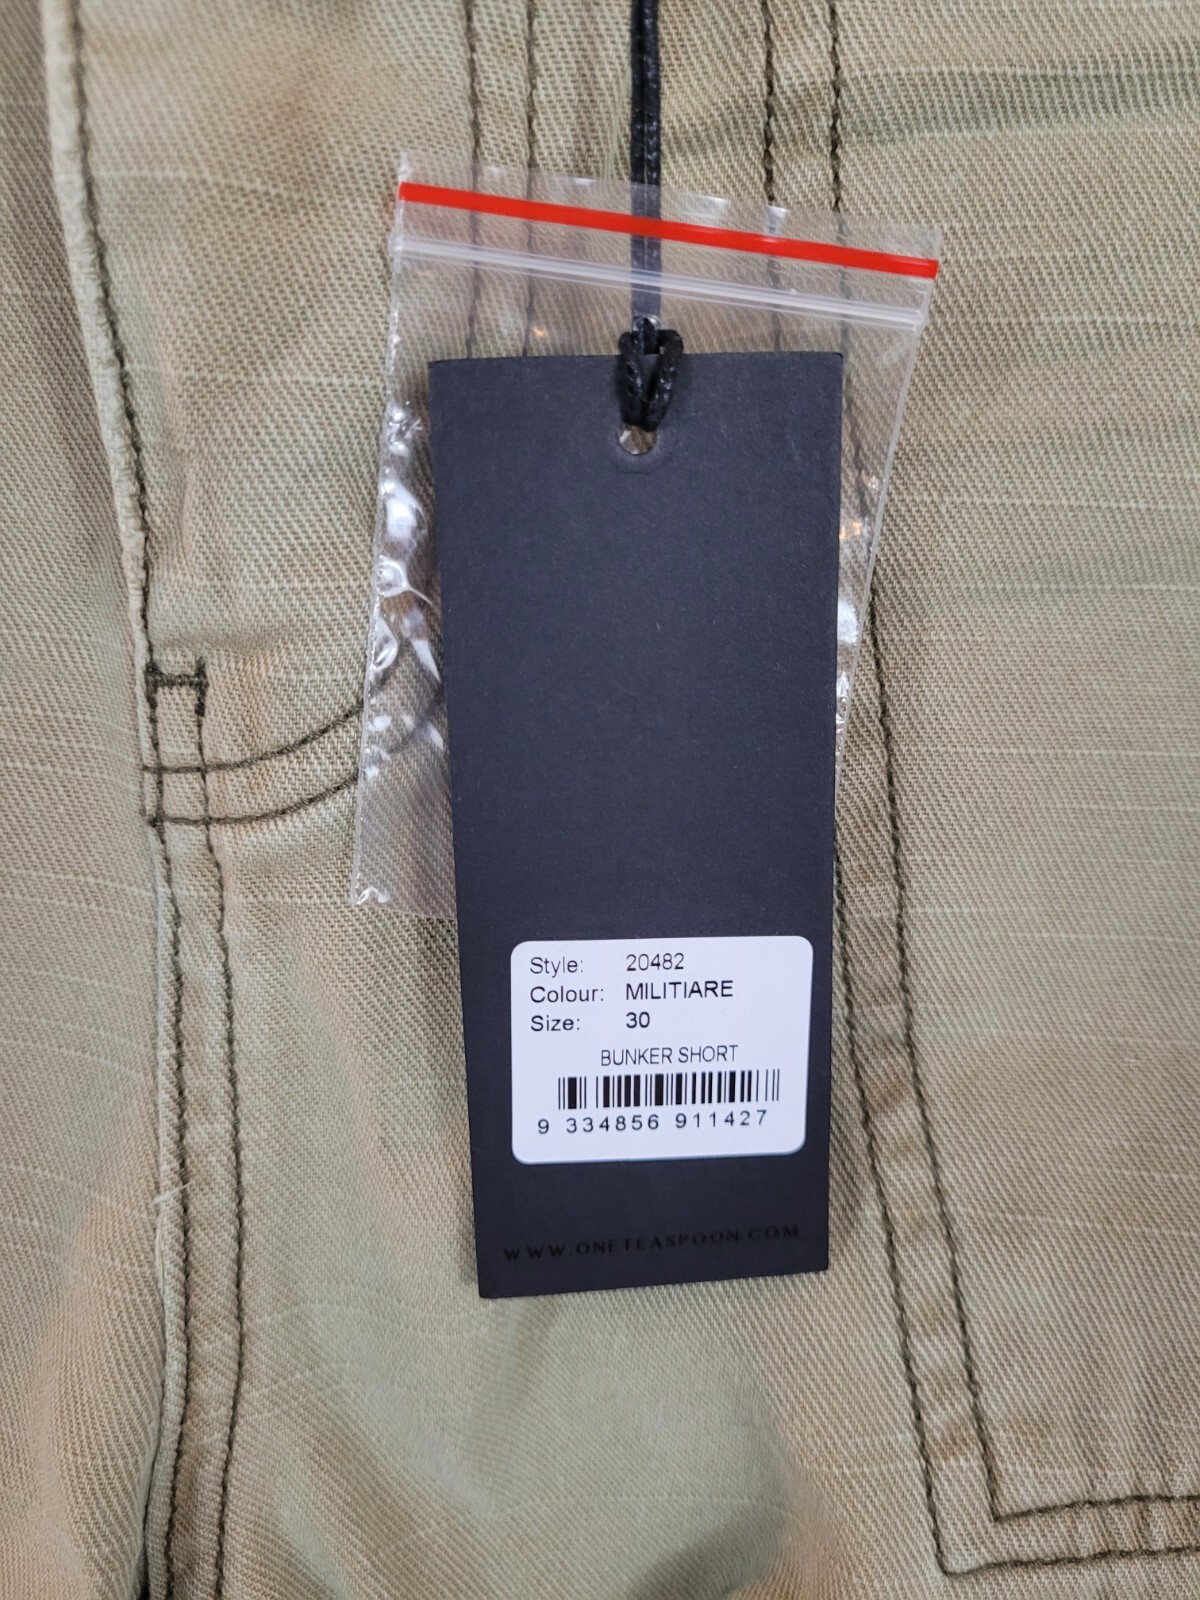 Style: 20482
Colour: MILITIARE
Size: 30
BUNKER SHORT
9 334856 911427
WWW.ONETEASPOON.COM